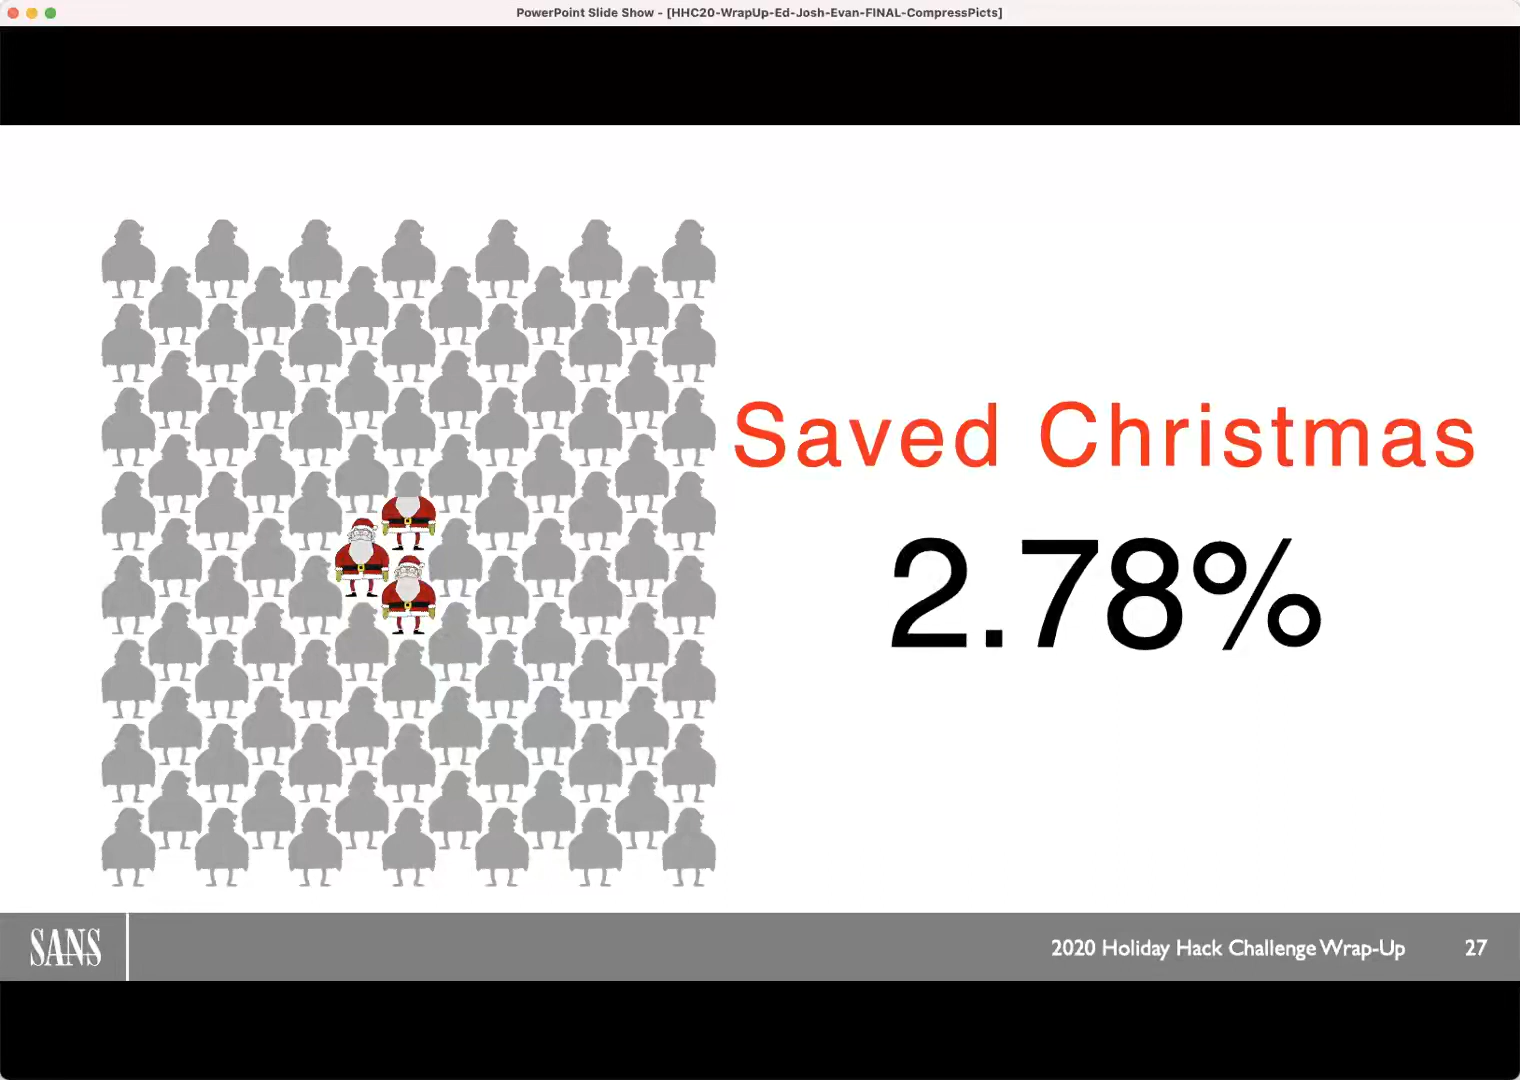 PowerPoint Slide Show - [HHC20-WrapUp-Ed-Josh-Evan-FINAL-CompressPicts]
Saved Christmas
2.78%
SANS
2020 Holiday Hack Challenge Wrap-Up
27